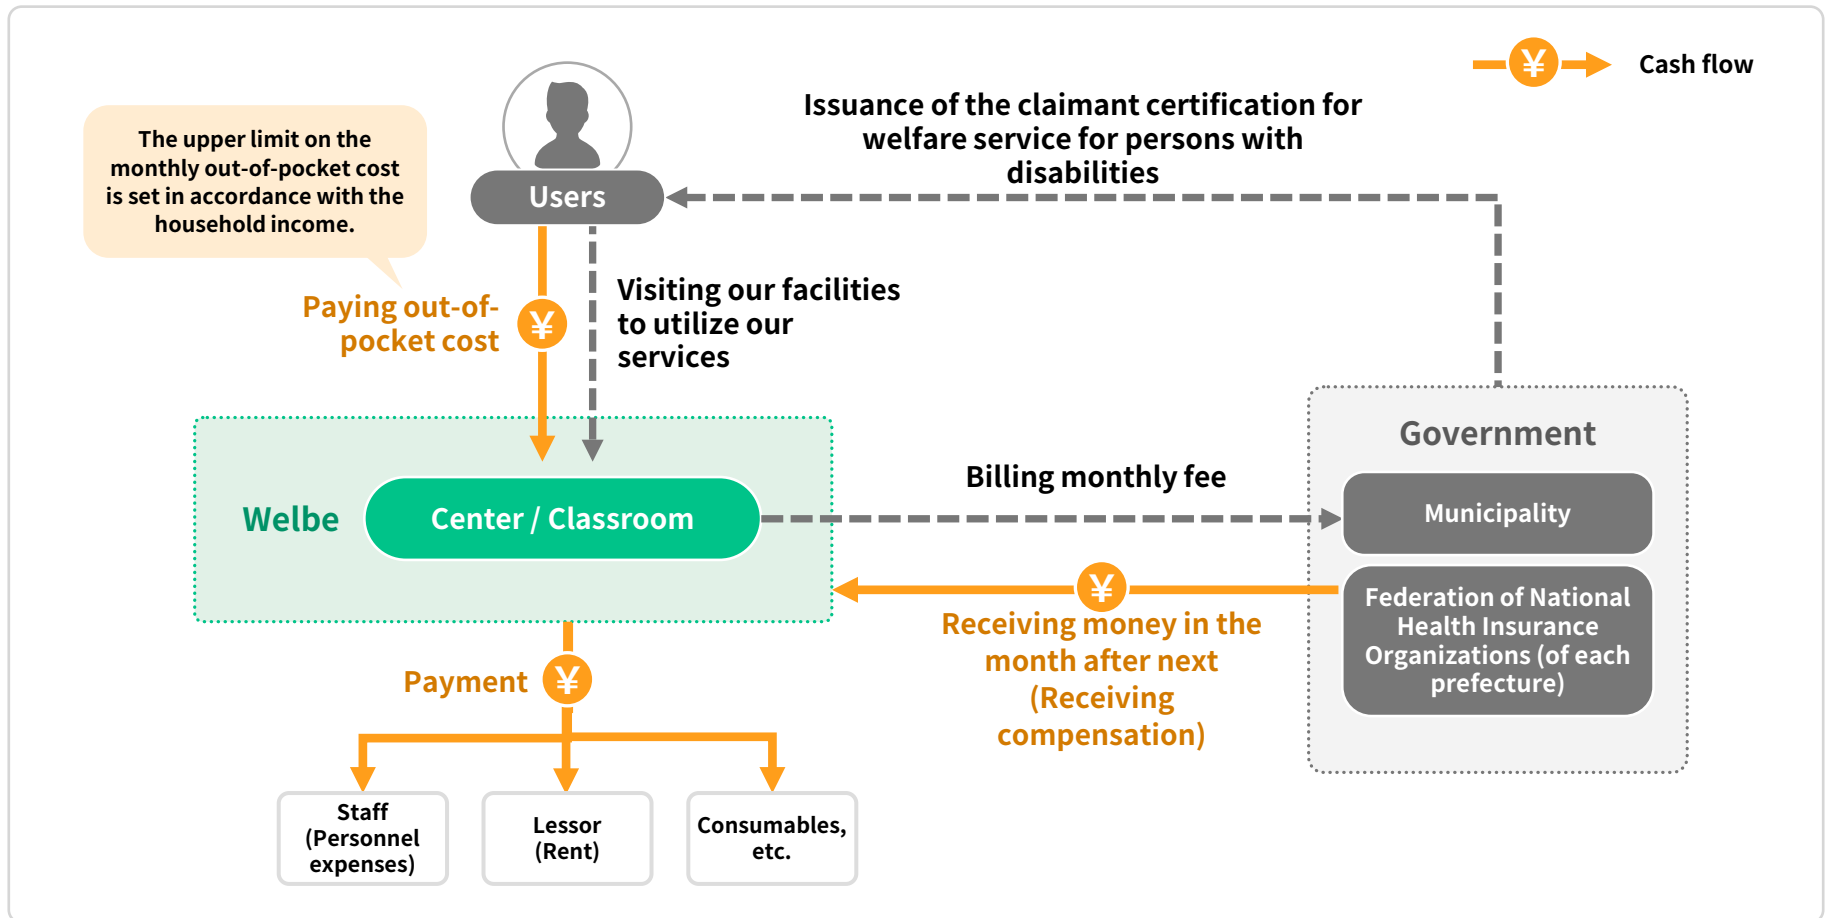 ¥
Cash flow
The upper limit on the
monthly out-of-pocket cost
is set in accordance with the
household income.
Users
Issuance of the claimant certification for
welfare service for persons with
disabilities
Paying out-of-
pocket cost
¥
Visiting our facilities
to utilize our
services
Welbe
Center / Classroom
Billing monthly fee
Government
Municipality
Federation of National
Health Insurance
Organizations (of each
prefecture)
¥
Receiving money in the
month after next
(Receiving
compensation)
Payment
¥
Staff
(Personnel
expenses)
Lessor
(Rent)
Consumables,
etc.